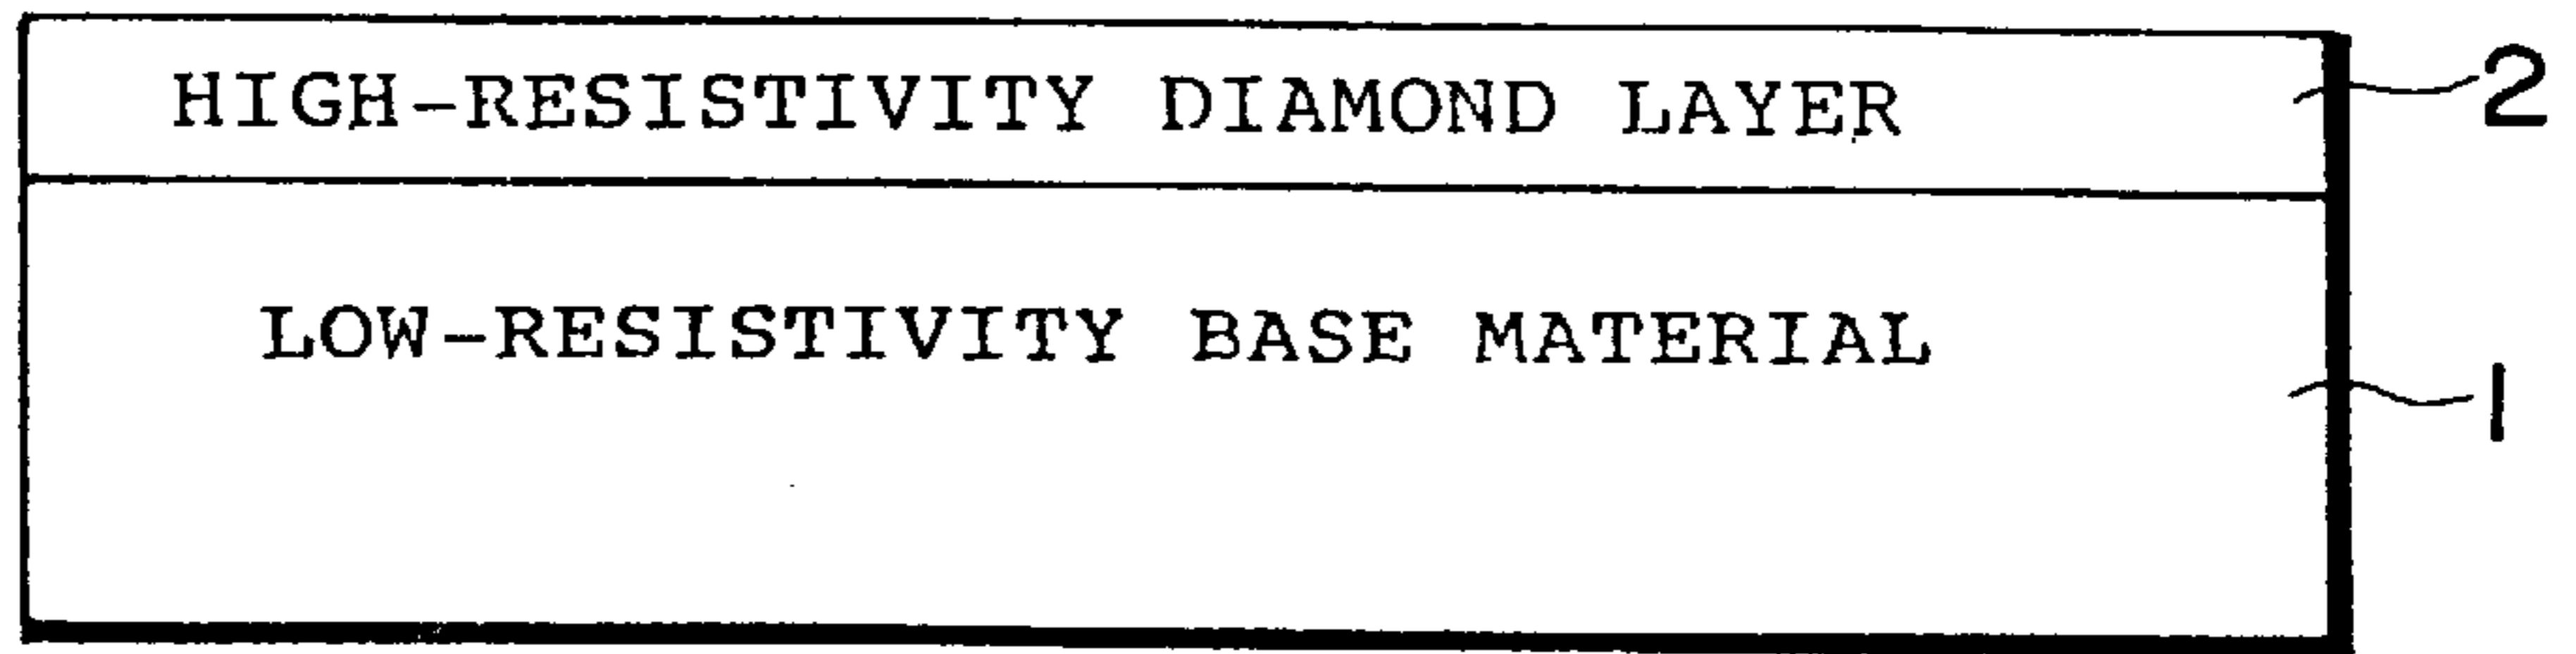 HIGH-RESISTIVITY DIAMOND LAYER
2
LOW-RESISTIVITY BASE MATERIAL
1